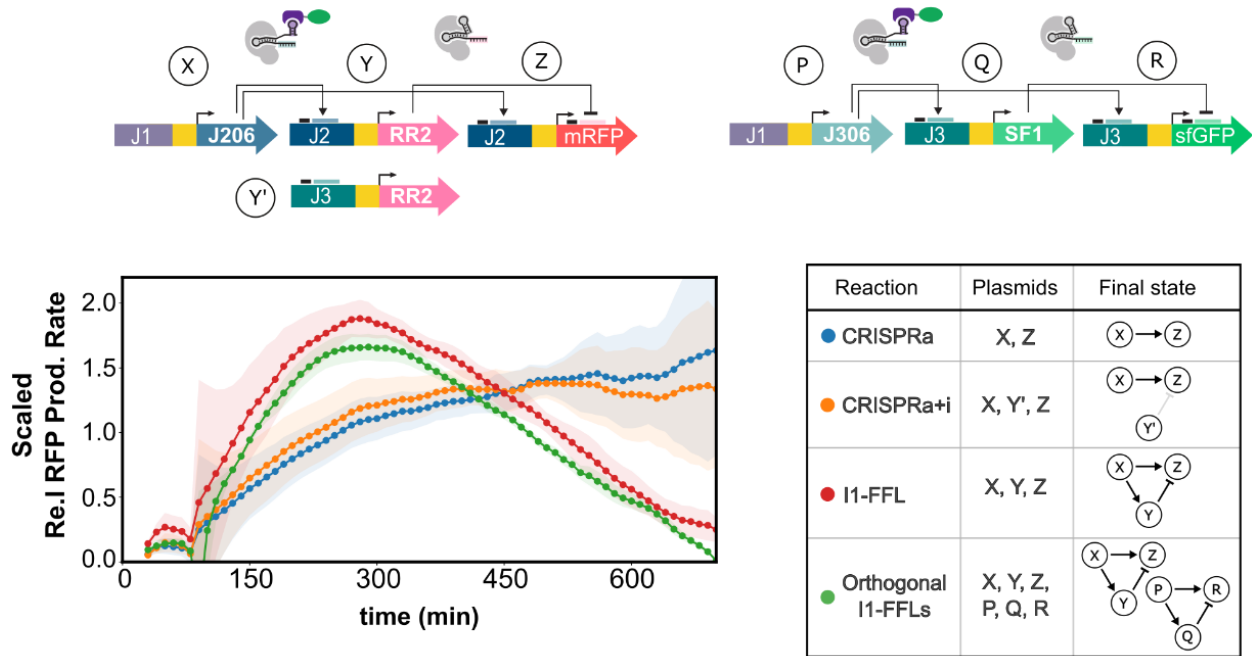 X
Y
Z
J1
J206
J2
RR2
J2
mRFP
Y'
J3
RR2
P
Q
R
J1
J306
J3
SF1
J3
sfGFP
Scaled
Re.l RFP Prod. Rate
2.0
1.5
1.0
0.5
0.0
0
150
300
450
600
time (min)
Reaction
Plasmids
Final state
CRISPRa
X, Z
X
Z
CRISPRa+i
X, Y', Z
X
Z
Y'
I1-FFL
X, Y, Z
X
Z
Y
Orthogonal
I1-FFLs
X, Y, Z,
P, Q, R
X
Z
Y
P
R
Q